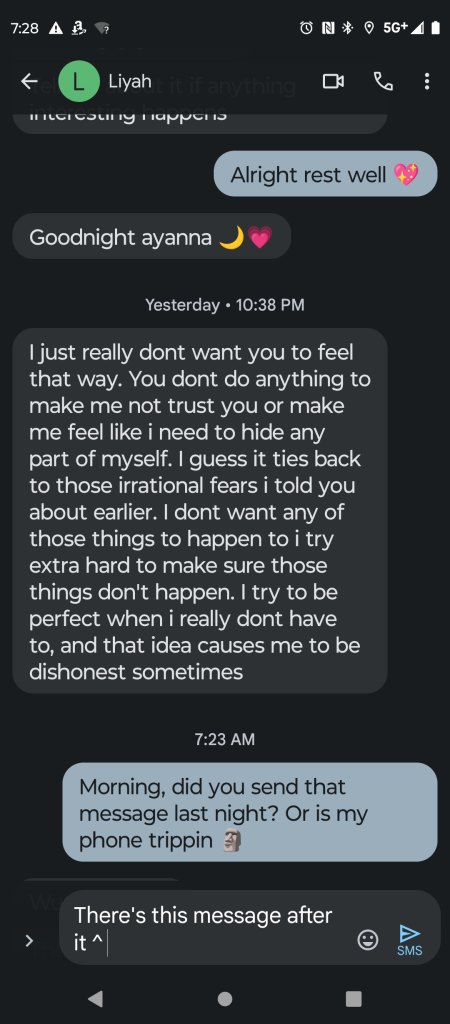 7:28 5G+
L Liyah
interesting happens
Alright rest well 💖
Goodnight ayanna 🌙💗
Yesterday • 10:38 PM
I just really dont want you to feel
that way. You dont do anything to
make me not trust you or make
me feel like i need to hide any
part of myself. I guess it ties back
to those irrational fears i told you
about earlier. I dont want any of
those things to happen to i try
extra hard to make sure those
things don't happen. I try to be
perfect when i really dont have
to, and that idea causes me to be
dishonest sometimes
7:23 AM
Morning, did you send that
message last night? Or is my
phone trippin 🗿
There's this message after
it ^
SMS